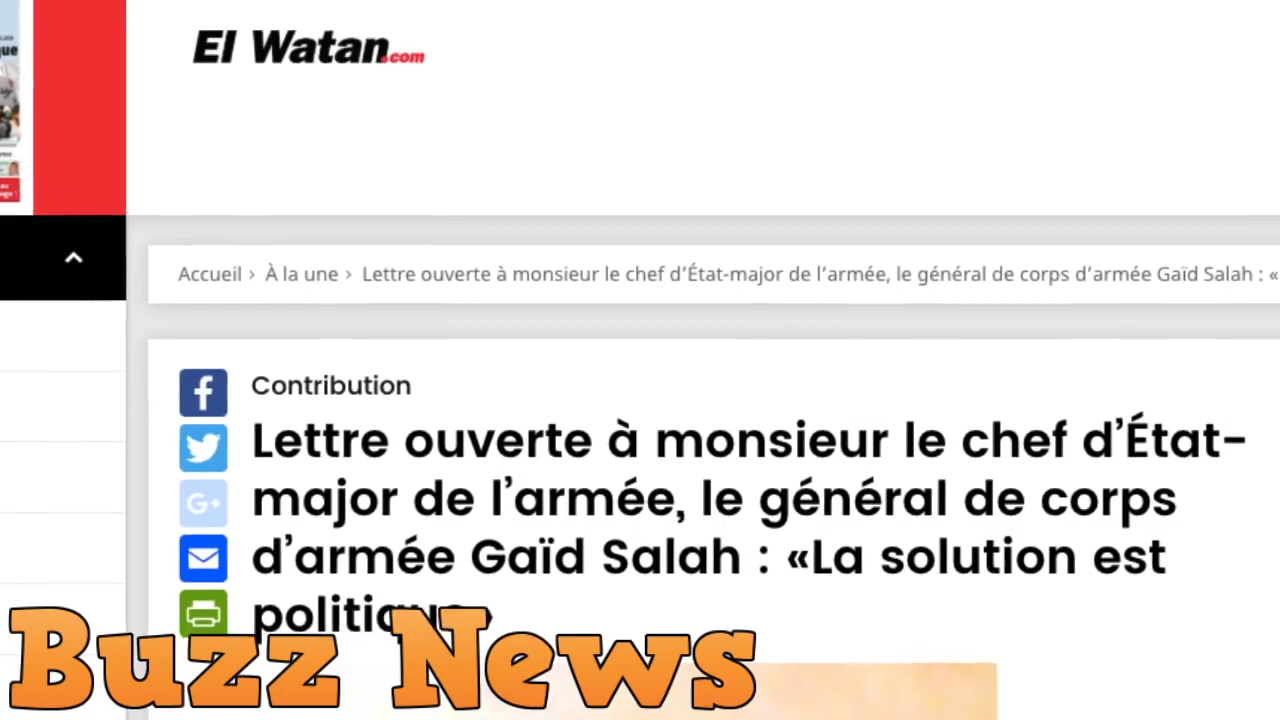 El Watan.com
Accueil › À la une › Lettre ouverte à monsieur le chef d'État-major de l'armée, le général de corps d'armée Gaïd Salah : «
Contribution
Lettre ouverte à monsieur le chef d'État-
major de l'armée, le général de corps
d'armée Gaïd Salah : «La solution est
politique»
Buzz News